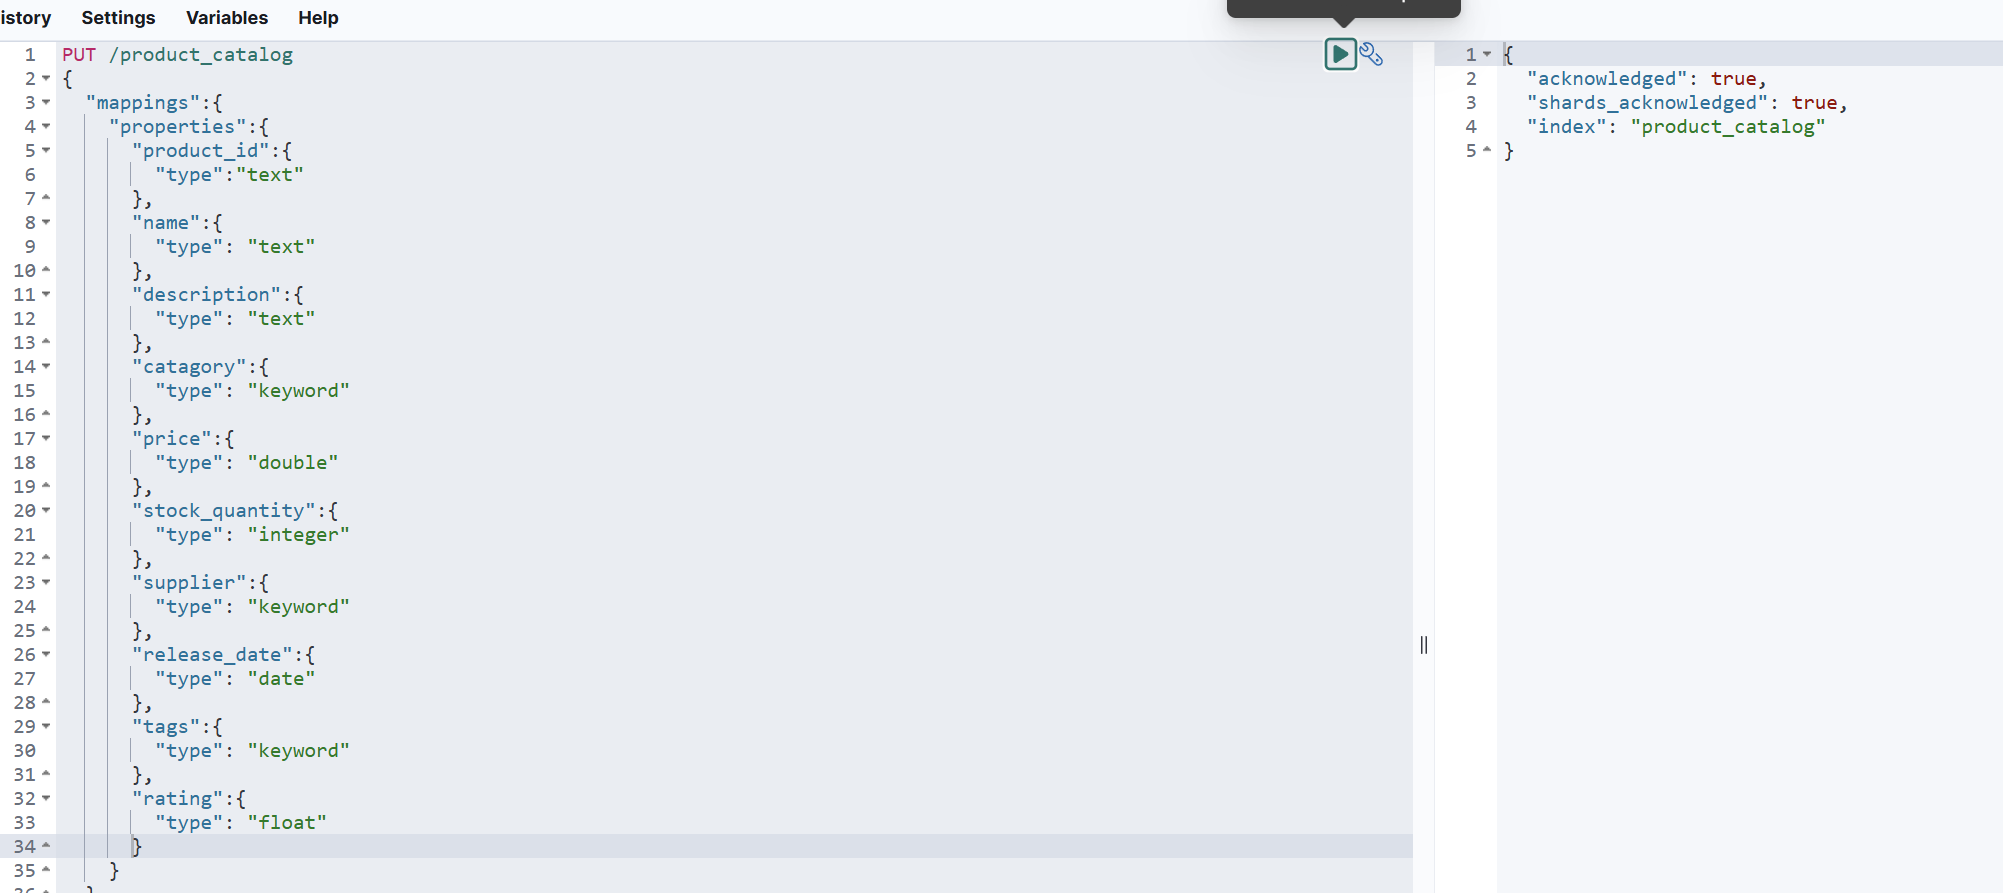 istory Settings Variables Help
1 PUT /product_catalog
2 {
3 "mappings":{
4 "properties":{
5 "product_id":{
6 "type":"text"
7 },
8 "name":{
9 "type": "text"
10 },
11 "description":{
12 "type": "text"
13 },
14 "catagory":{
15 "type": "keyword"
16 },
17 "price":{
18 "type": "double"
19 },
20 "stock_quantity":{
21 "type": "integer"
22 },
23 "supplier":{
24 "type": "keyword"
25 },
26 "release_date":{
27 "type": "date"
28 },
29 "tags":{
30 "type": "keyword"
31 },
32 "rating":{
33 "type": "float"
34 }
35 }
36 }
1 {
2 "acknowledged": true,
3 "shards_acknowledged": true,
4 "index": "product_catalog"
5 }